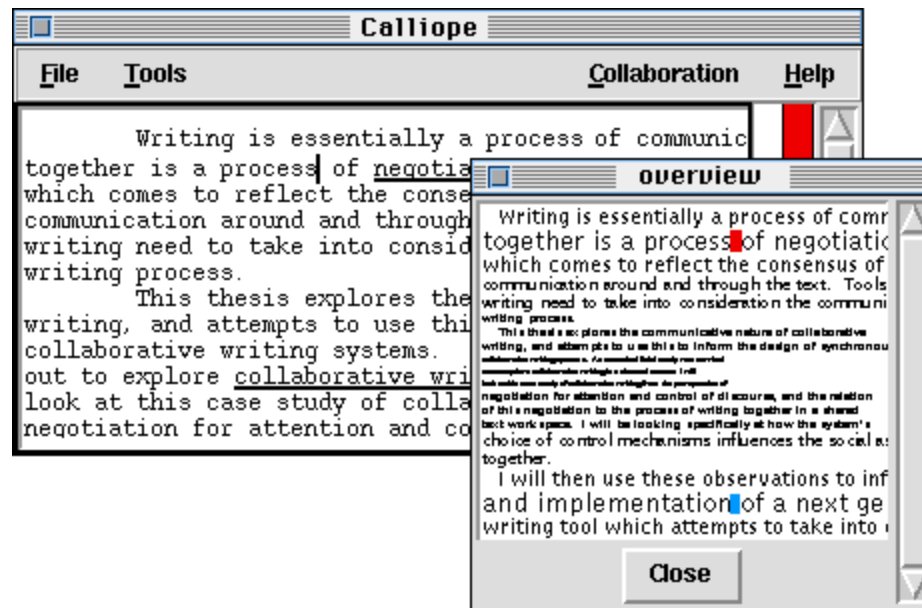 Calliope
File Tools Collaboration Help
Writing is essentially a process of communic
together is a process of negotia
which comes to reflect the conse
communication around and through
writing need to take into consid
writing process.
This thesis explores the
writing, and attempts to use thi
collaborative writing systems.
out to explore collaborative wri
look at this case study of colla
negotiation for attention and co
overview
Writing is essentially a process of comm
together is a process of negotiatio
which comes to reflect the consensus of
communication around and through the text. Tools
writing need to take into consideration the communi
writing process.
This thesis explores the communicative nature of collaborative
writing, and attempts to use this to inform the design of synchronou
negotiation for attention and control of discourse, and the relation
of this negotiation to the process of writing together in a shared
text workspace. I will be looking specifically at how the system's
choice of control mechanisms influences the social as
together.
I will then use these observations to inf
and implementation of a next ge
writing tool which attempts to take into
Close